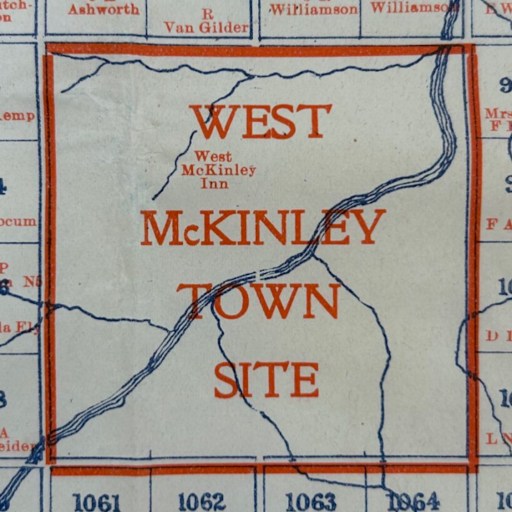 Ashworth
R
Van Gilder
Williamson
Williamson
WEST
West
McKinley
Inn
McKINLEY
TOWN
SITE
1061
1062
1063
1064